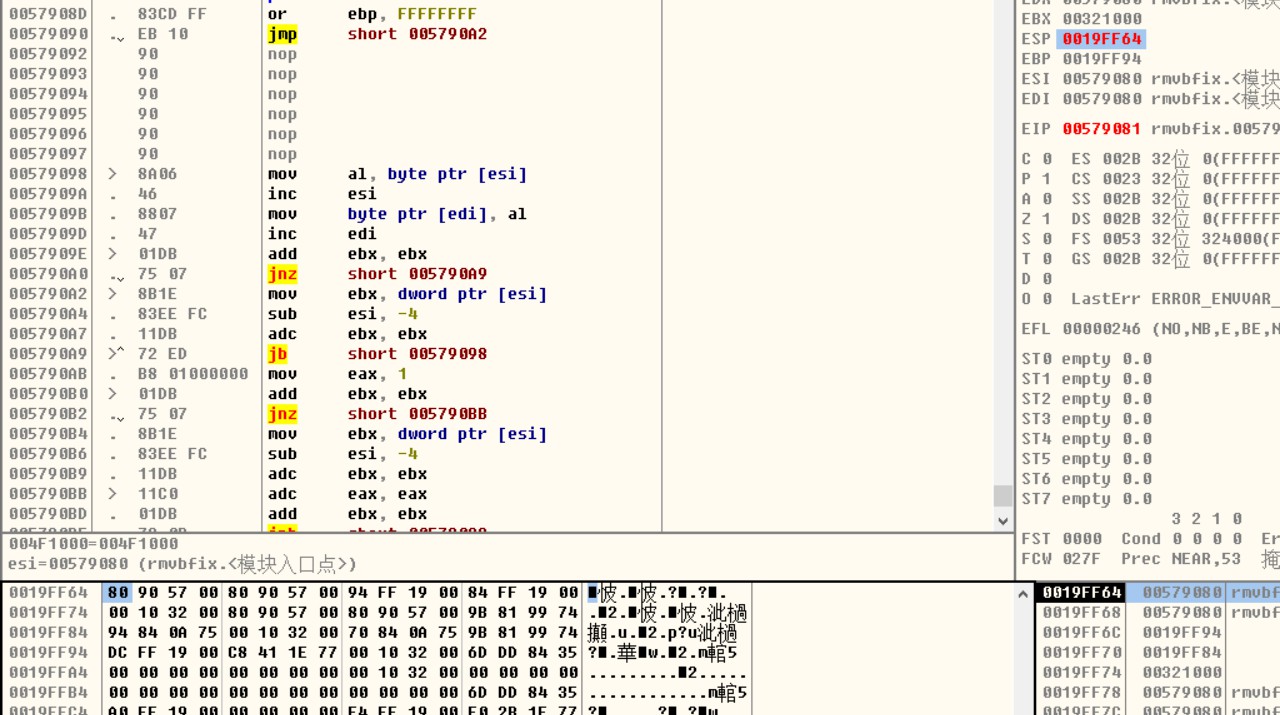 0057908D . 83CD FF or ebp, FFFFFFFF
00579090 . EB 10 jmp short 005790A2
00579092 90 nop
00579093 90 nop
00579094 90 nop
00579095 90 nop
00579096 90 nop
00579097 90 nop
00579098 > 8A06 mov al, byte ptr [esi]
0057909A . 46 inc esi
0057909B . 8807 mov byte ptr [edi], al
0057909D . 47 inc edi
0057909E > 01DB add ebx, ebx
005790A0 . 75 07 jnz short 005790A9
005790A2 > 8B1E mov ebx, dword ptr [esi]
005790A4 . 83EE FC sub esi, -4
005790A7 . 11DB adc ebx, ebx
005790A9 >^ 72 ED jb short 00579098
005790AB . B8 01000000 mov eax, 1
005790B0 > 01DB add ebx, ebx
005790B2 . 75 07 jnz short 005790BB
005790B4 . 8B1E mov ebx, dword ptr [esi]
005790B6 . 83EE FC sub esi, -4
005790B9 . 11DB adc ebx, ebx
005790BB > 11C0 adc eax, eax
005790BD . 01DB add ebx, ebx
004F1000=004F1000
esi=00579080 (rmvbfix.<模块入口点>)
EBX 00321000
ESP 0019FF64
EBP 0019FF94
ESI 00579080 rmvbfix.<模块
EDI 00579080 rmvbfix.<模块
EIP 00579081 rmvbfix.00579
C 0 ES 002B 32位 0(FFFFFF
P 1 CS 0023 32位 0(FFFFFF
A 0 SS 002B 32位 0(FFFFFF
Z 1 DS 002B 32位 0(FFFFFF
S 0 FS 0053 32位 324000(F
T 0 GS 002B 32位 0(FFFFFF
D 0
O 0 LastErr ERROR_ENVVAR_
EFL 00000246 (NO,NB,E,BE,N
ST0 empty 0.0
ST1 empty 0.0
ST2 empty 0.0
ST3 empty 0.0
ST4 empty 0.0
ST5 empty 0.0
ST6 empty 0.0
ST7 empty 0.0
3 2 1 0
FST 0000 Cond 0 0 0 0 Er
FCW 027F Prec NEAR,53 掩
0019FF64 80 90 57 00 80 90 57 00 94 FF 19 00 84 FF 19 00
0019FF74 00 10 32 00 80 90 57 00 80 90 57 00 9B 81 99 74
0019FF84 94 84 0A 75 00 10 32 00 70 84 0A 75 9B 81 99 74
0019FF94 DC FF 19 00 C8 41 1E 77 00 10 32 00 6D DD 84 35
0019FFA4 00 00 00 00 00 00 00 00 00 10 32 00 00 00 00 00
0019FFB4 00 00 00 00 00 00 00 00 00 00 00 00 6D DD 84 35
0019FFC4 A0 FF 19 00 00 00 00 00 F4 FF 19 00 F0 2B 1F 77
0019FF64 00579080 rmvbf
0019FF68 00579080 rmvbf
0019FF6C 0019FF94
0019FF70 0019FF84
0019FF74 00321000
0019FF78 00579080 rmvbf
0019FF7C 00579080 rmvbf